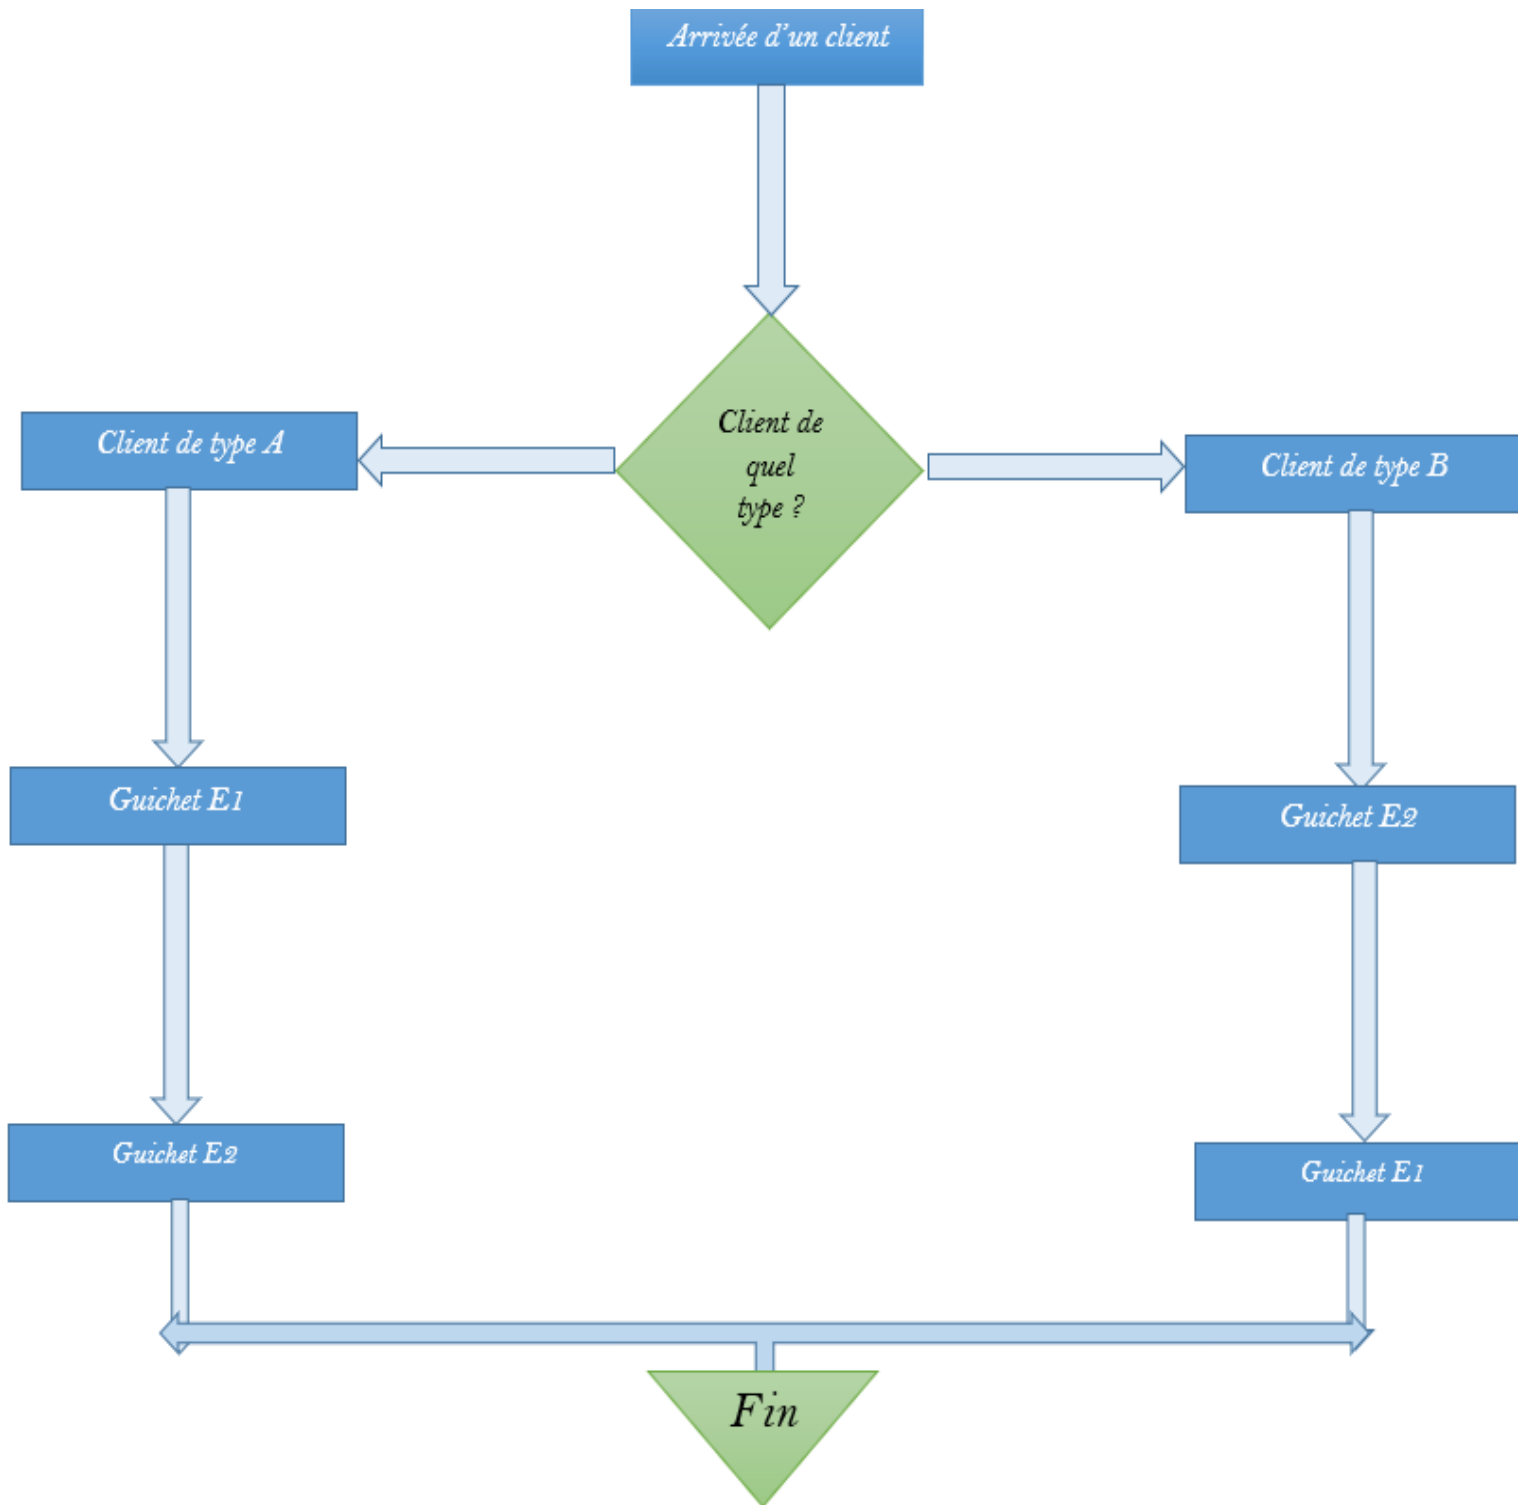 Arrivée d'un client
Client de
quel
type ?
Client de type A
Client de type B
Guichet E1
Guichet E2
Guichet E2
Guichet E1
Fin